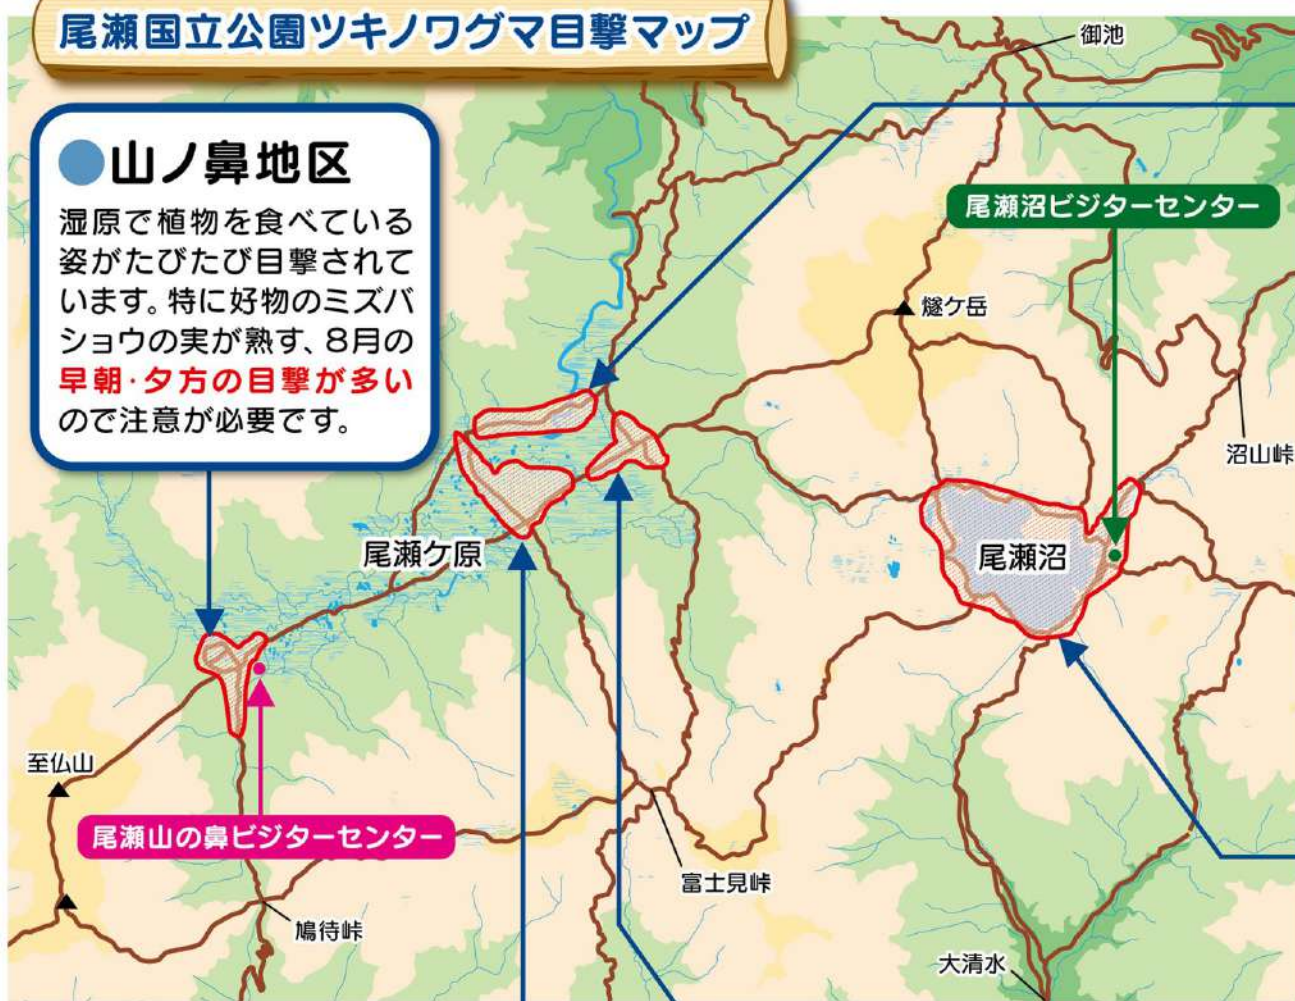 尾瀬国立公園ツキノワグマ目撃マップ
御池
●山ノ鼻地区
湿原で植物を食べている
姿がたびたび目撃されて
います。特に好物のミズバ
ショウの実が熟す、8月の
早朝・夕方の目撃が多い
ので注意が必要です。
尾瀬沼ビジターセンター
燧ケ岳
沼山峠
尾瀬ケ原
尾瀬沼
至仏山
尾瀬山の鼻ビジターセンター
富士見峠
鳩待峠
大清水